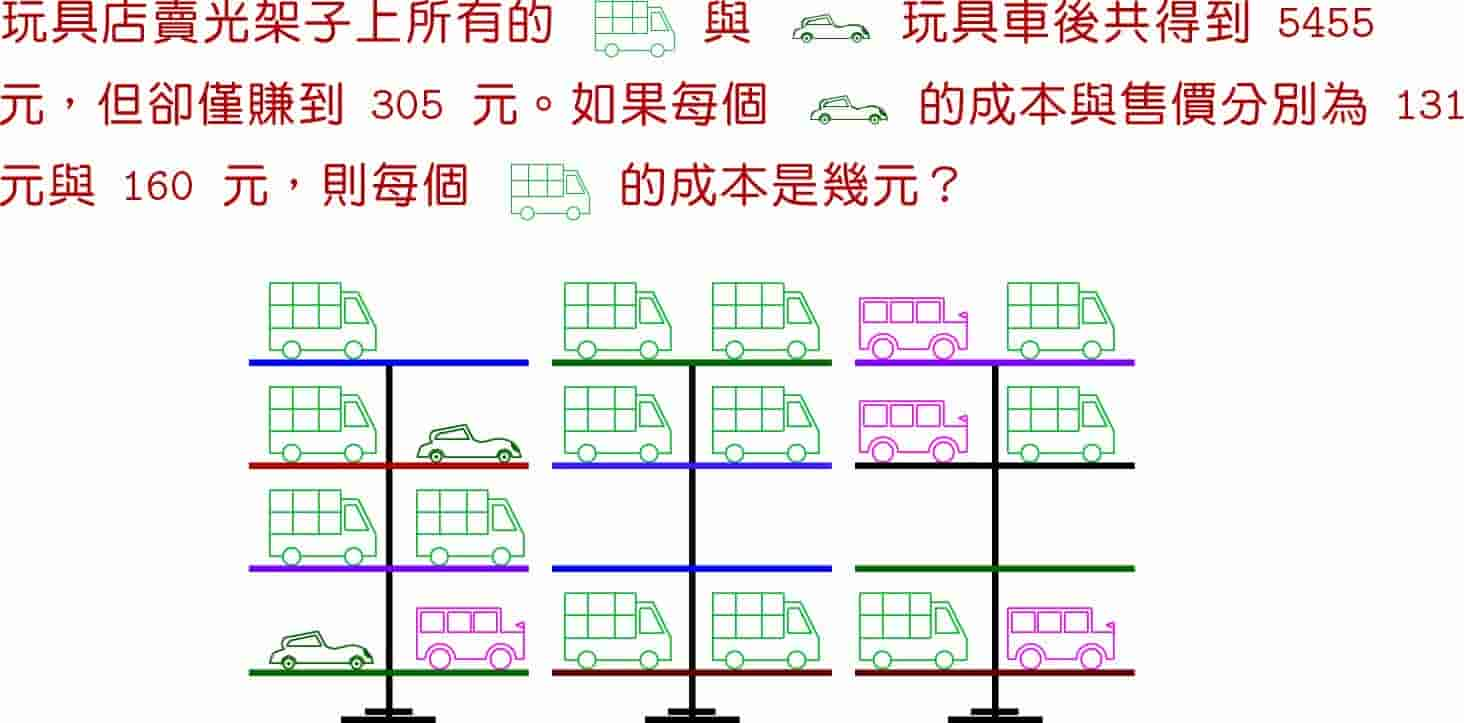 玩具店賣光架子上所有的 與 玩具車後共得到 5455
元，但卻僅賺到 305 元。如果每個 的成本與售價分別為 131
元與 160 元，則每個 的成本是幾元？